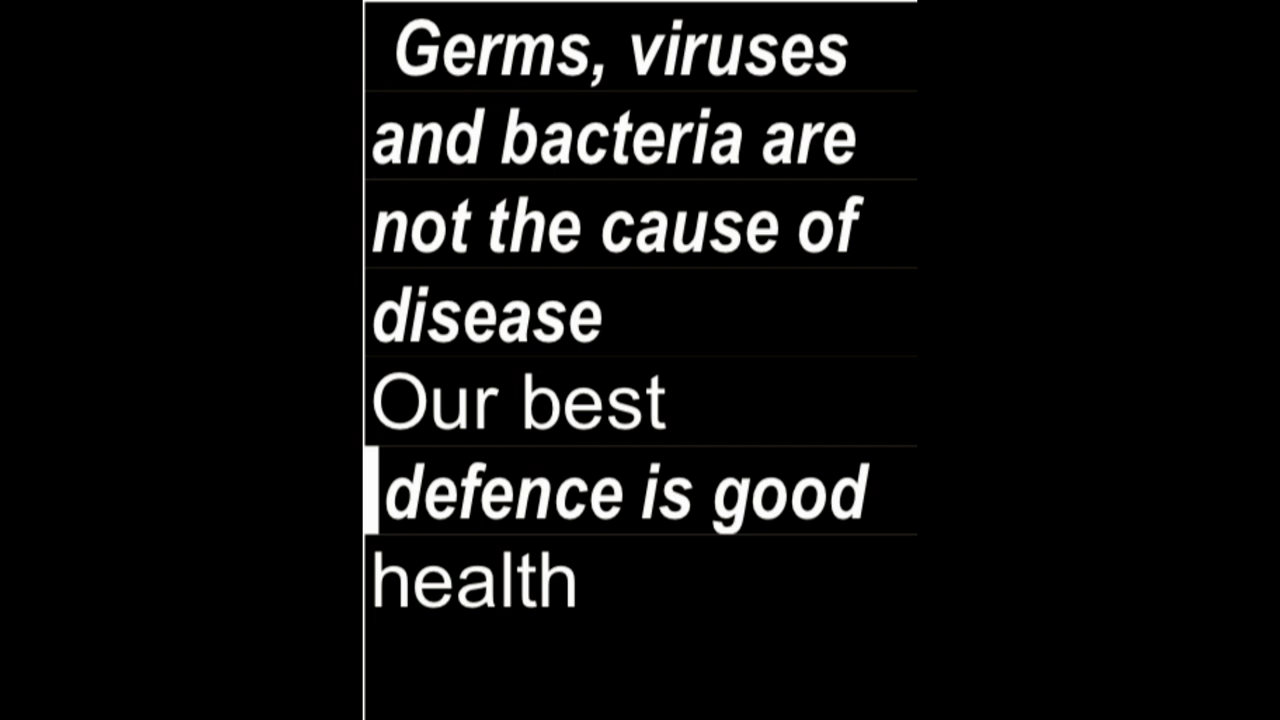 Germs, viruses
and bacteria are
not the cause of
disease
Our best
defence is good
health